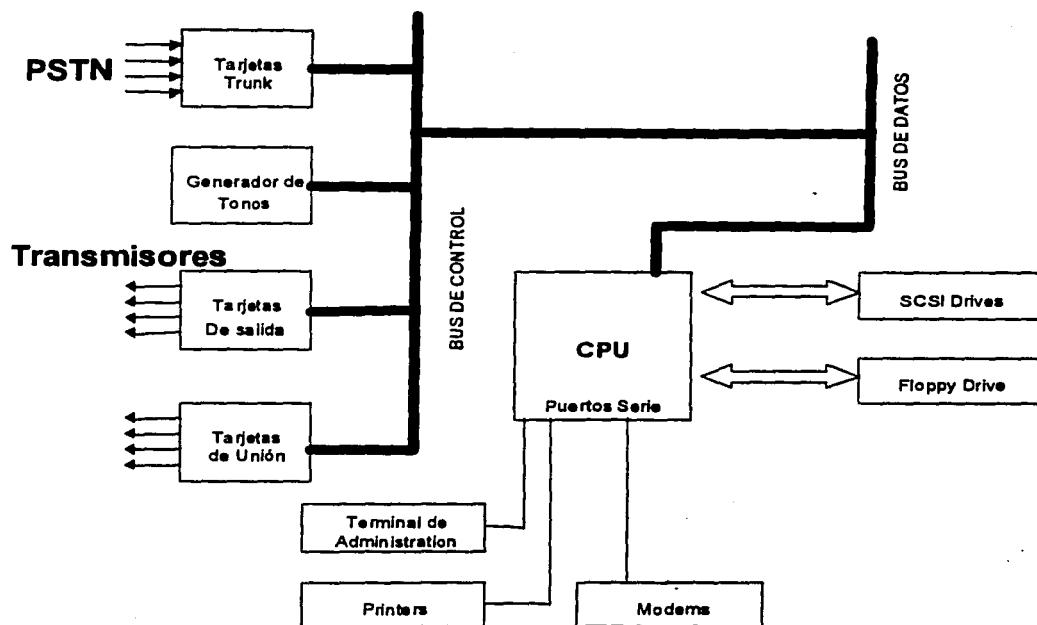 PSTN
Tarjetas
Trunk
Generador de
Tonos
Transmisores
Tarjetas
De salida
Tarjetas
de Unión
BUS DE CONTROL
BUS DE DATOS
CPU
Puertos Serie
SCSI Drives
Floppy Drive
Terminal de
Administration
Printers
Modems